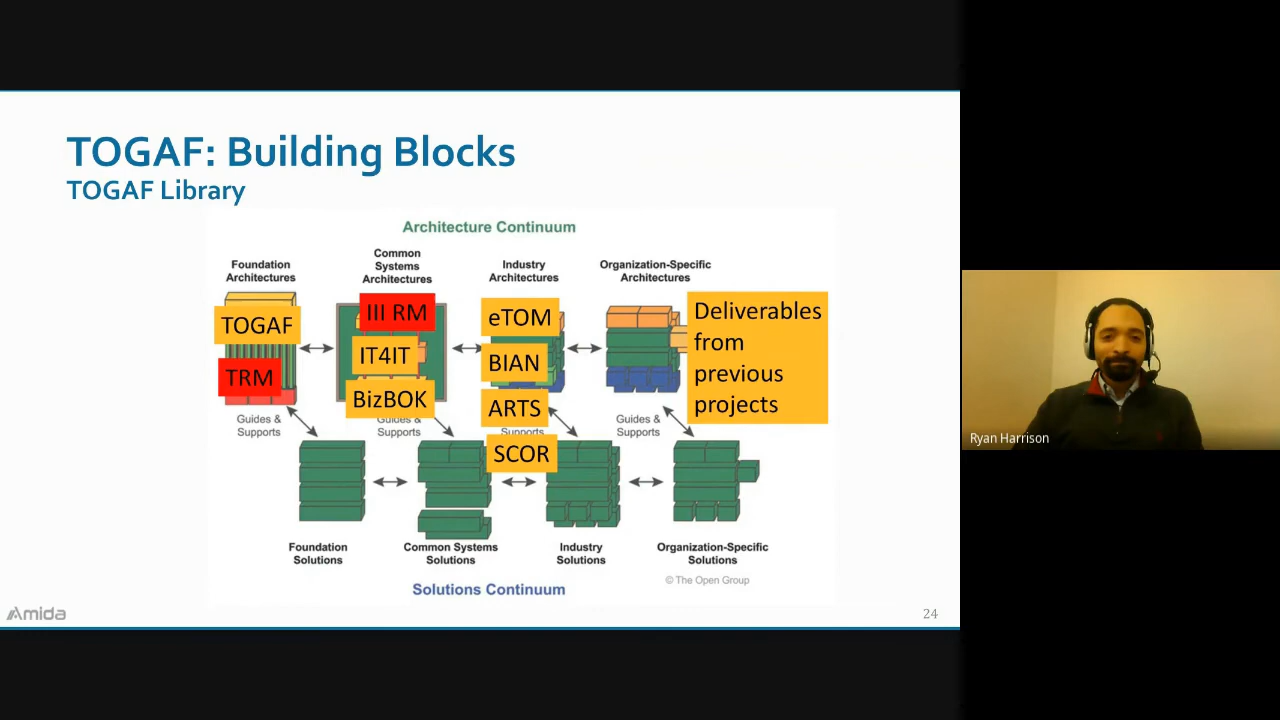 TOGAF: Building Blocks
TOGAF Library
Architecture Continuum
Foundation
Architectures
Common
Systems
Architectures
Industry
Architectures
Organization-Specific
Architectures
TOGAF
TRM
III RM
IT4IT
BizBOK
eTOM
BIAN
ARTS
SCOR
Deliverables
from
previous
projects
Guides &
Supports
Guides &
Supports
Supports
Guides &
Supports
Foundation
Solutions
Common Systems
Solutions
Industry
Solutions
Organization-Specific
Solutions
© The Open Group
Solutions Continuum
Amida
24
Ryan Harrison